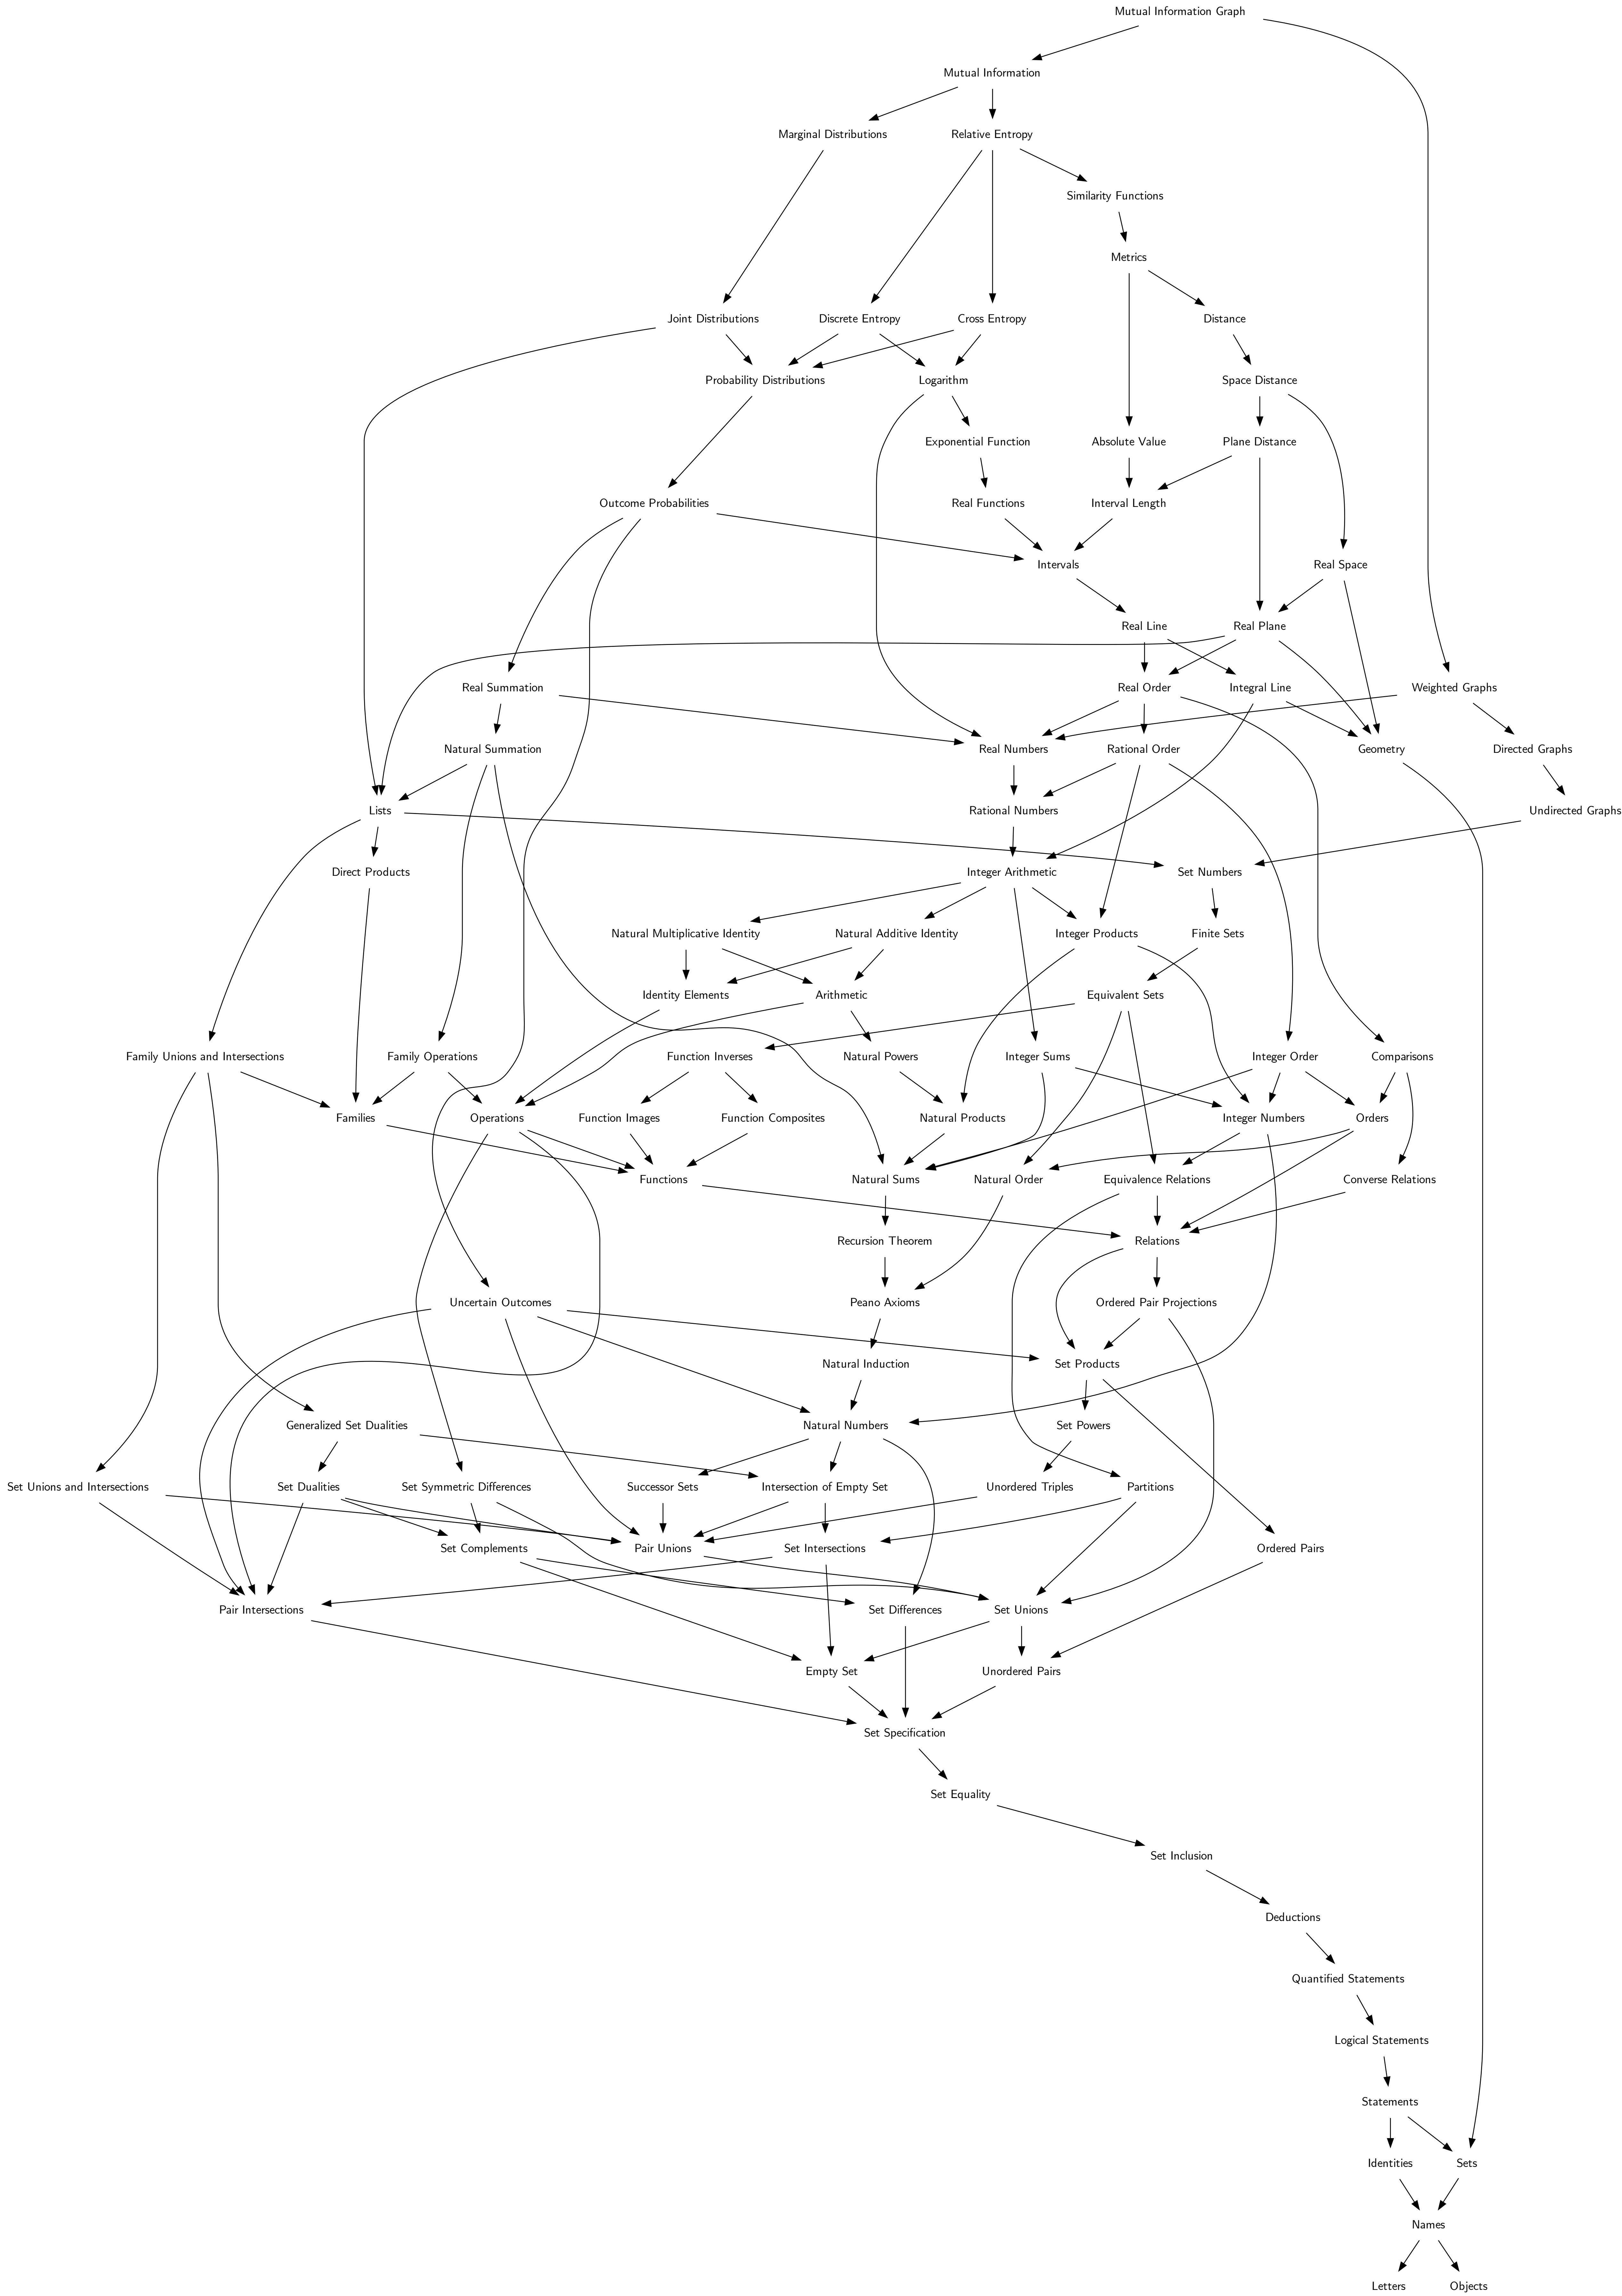 Mutual Information Graph
Mutual Information
Marginal Distributions
Relative Entropy
Similarity Functions
Metrics
Joint Distributions
Discrete Entropy
Cross Entropy
Distance
Probability Distributions
Logarithm
Space Distance
Exponential Function
Absolute Value
Plane Distance
Outcome Probabilities
Real Functions
Interval Length
Intervals
Real Space
Real Line
Real Plane
Real Summation
Real Order
Integral Line
Weighted Graphs
Natural Summation
Real Numbers
Rational Order
Geometry
Directed Graphs
Lists
Rational Numbers
Undirected Graphs
Direct Products
Integer Arithmetic
Set Numbers
Natural Multiplicative Identity
Natural Additive Identity
Integer Products
Finite Sets
Identity Elements
Arithmetic
Equivalent Sets
Family Unions and Intersections
Family Operations
Function Inverses
Natural Powers
Integer Sums
Integer Order
Comparisons
Families
Operations
Function Images
Function Composites
Natural Products
Integer Numbers
Orders
Functions
Natural Sums
Natural Order
Equivalence Relations
Converse Relations
Recursion Theorem
Relations
Uncertain Outcomes
Peano Axioms
Ordered Pair Projections
Natural Induction
Set Products
Generalized Set Dualities
Natural Numbers
Set Powers
Set Unions and Intersections
Set Dualities
Set Symmetric Differences
Successor Sets
Intersection of Empty Set
Unordered Triples
Partitions
Set Complements
Pair Unions
Set Intersections
Ordered Pairs
Pair Intersections
Set Differences
Set Unions
Empty Set
Unordered Pairs
Set Specification
Set Equality
Set Inclusion
Deductions
Quantified Statements
Logical Statements
Statements
Identities
Sets
Names
Letters
Objects